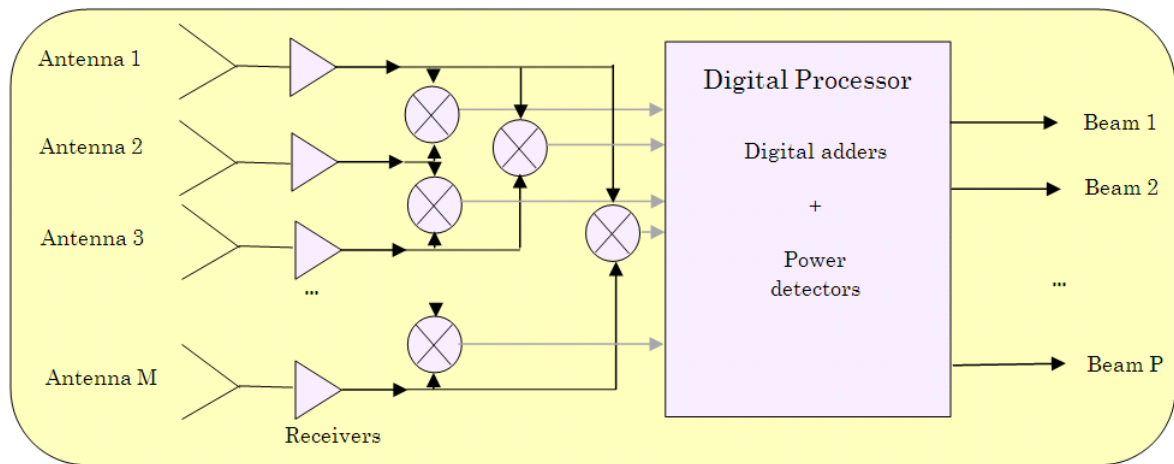 Antenna 1
Antenna 2
Antenna 3
...
Antenna M
Receivers
Digital Processor
Digital adders
+
Power
detectors
Beam 1
Beam 2
...
Beam P